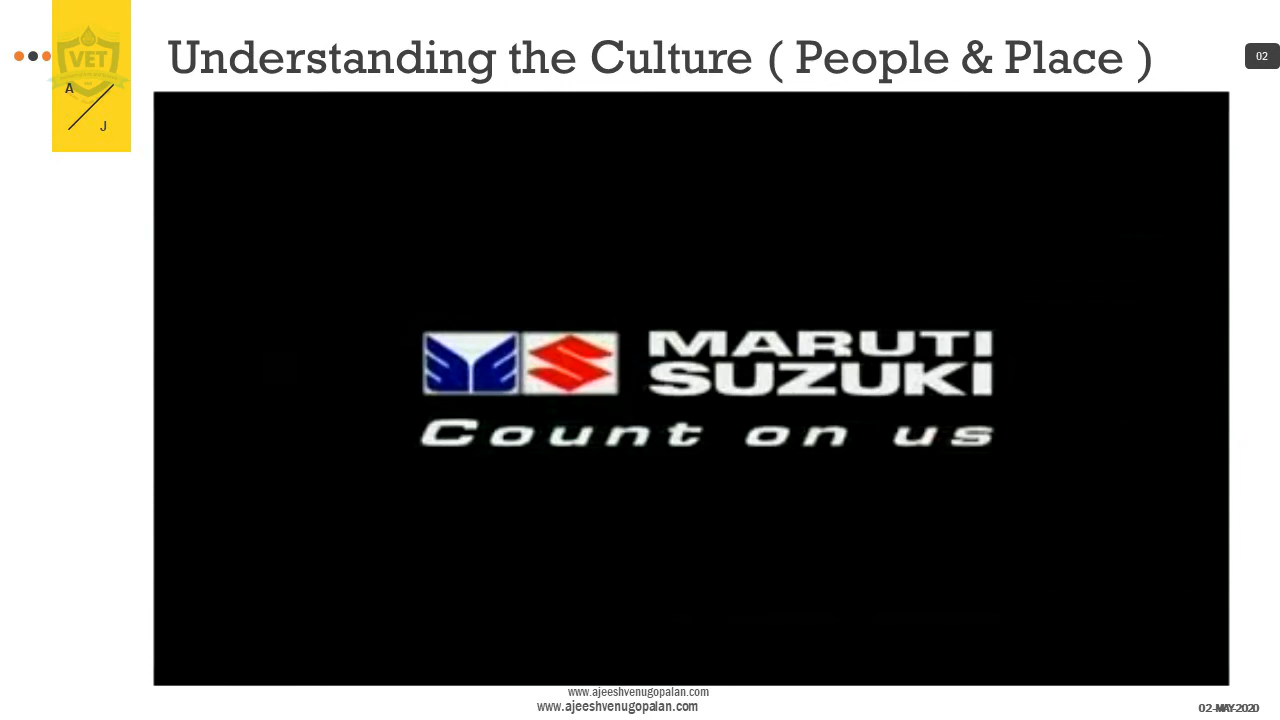 Understanding the Culture ( People & Place )
02
VET
A
J
MARUTI
SUZUKI
Count on us
www.ajeeshvenugopalan.com
www.ajeeshvenugopalan.com
02-MAY-2020